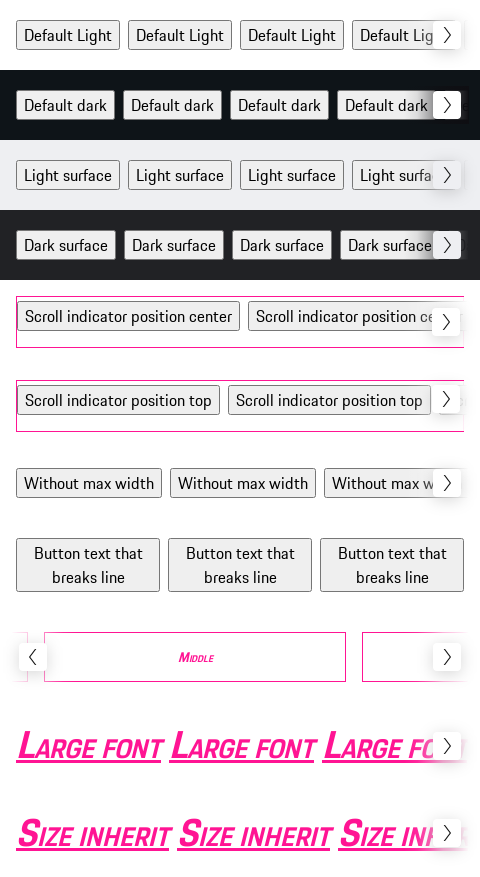 Default Light Default Light Default Light Default Lig
Default dark Default dark Default dark Default dark
Light surface Light surface Light surface Light surfa
Dark surface Dark surface Dark surface Dark surface
Scroll indicator position center Scroll indicator position ce
Scroll indicator position top Scroll indicator position top
Without max width Without max width Without max w
Button text that Button text that Button text that
breaks line breaks line breaks line
Middle
Large font Large font Large fo
Size inherit Size inherit Size inh